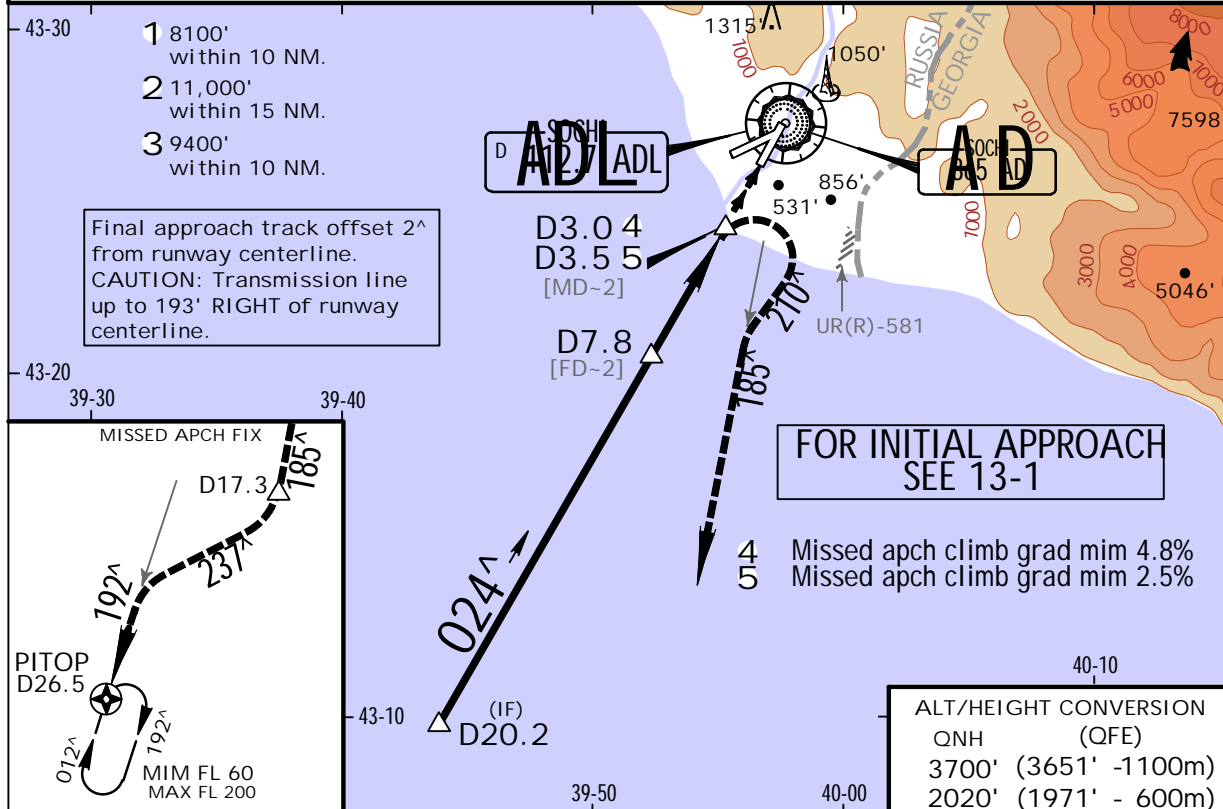 43-30
1 8100'
within 10 NM.
2 11,000'
within 15 NM.
3 9400'
within 10 NM.
1315'
1000
1050'
RUSSIA
GEORGIA
8000
1000
6000
5000
7598
2000
SOCHI
D 112.7 ADL
ADL
SOCHI
365 AD
AD
856'
531'
1000
3000
4000
5046'
Final approach track offset 2^
from runway centerline.
CAUTION: Transmission line
up to 193' RIGHT of runway
centerline.
D3.0 4
D3.5 5
[MD~2]
D7.8
[FD~2]
210^
185^
UR(R)-581
43-20
39-30
39-40
MISSED APCH FIX
D17.3
185^
237^
192^
PITOP
D26.5
012^
192^
MIM FL 60
MAX FL 200
FOR INITIAL APPROACH
SEE 13-1
4 Missed apch climb grad mim 4.8%
5 Missed apch climb grad mim 2.5%
024^
43-10
(IF)
D20.2
39-50
40-00
40-10
ALT/HEIGHT CONVERSION
QNH (QFE)
3700' (3651' -1100m)
2020' (1971' - 600m)